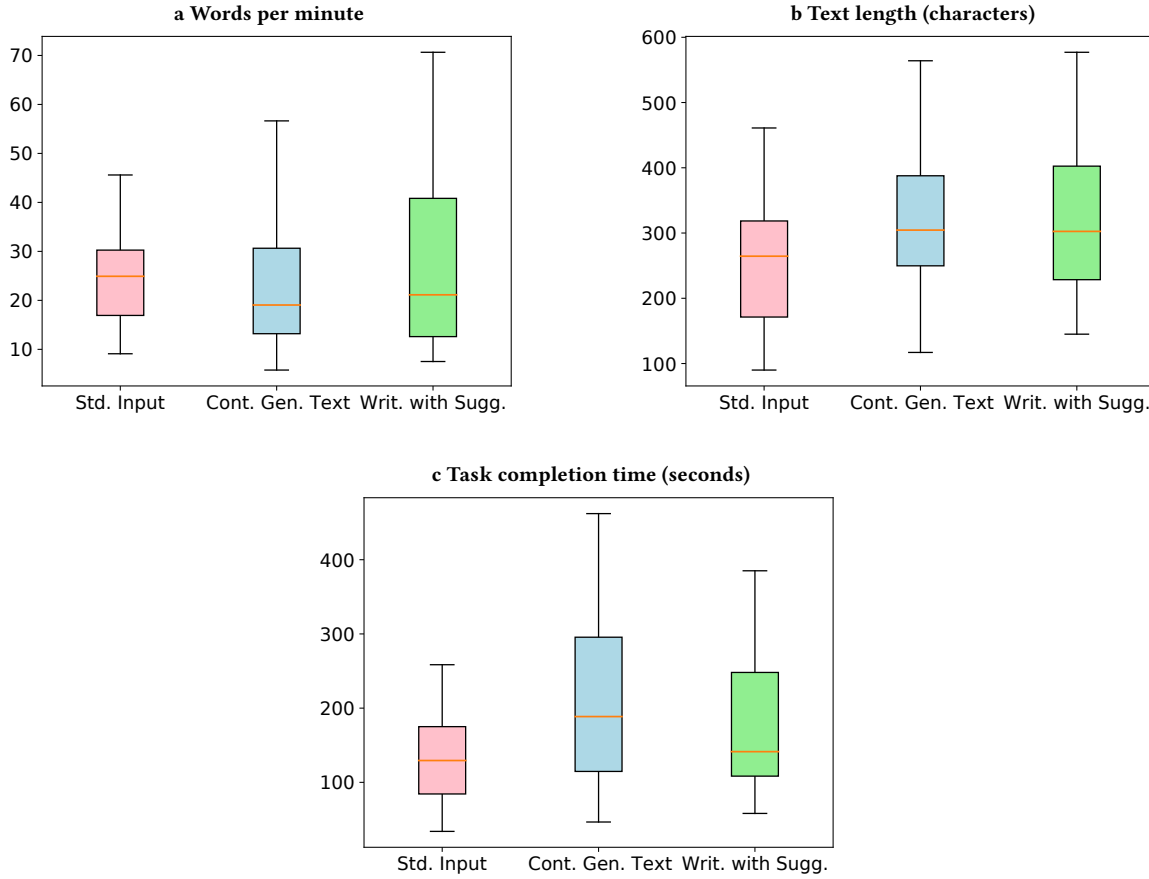 a Words per minute
70
60
50
40
30
20
10
Std. Input Cont. Gen. Text Writ. with Sugg.
b Text length (characters)
600
500
400
300
200
100
Std. Input Cont. Gen. Text Writ. with Sugg.
c Task completion time (seconds)
400
300
200
100
Std. Input Cont. Gen. Text Writ. with Sugg.